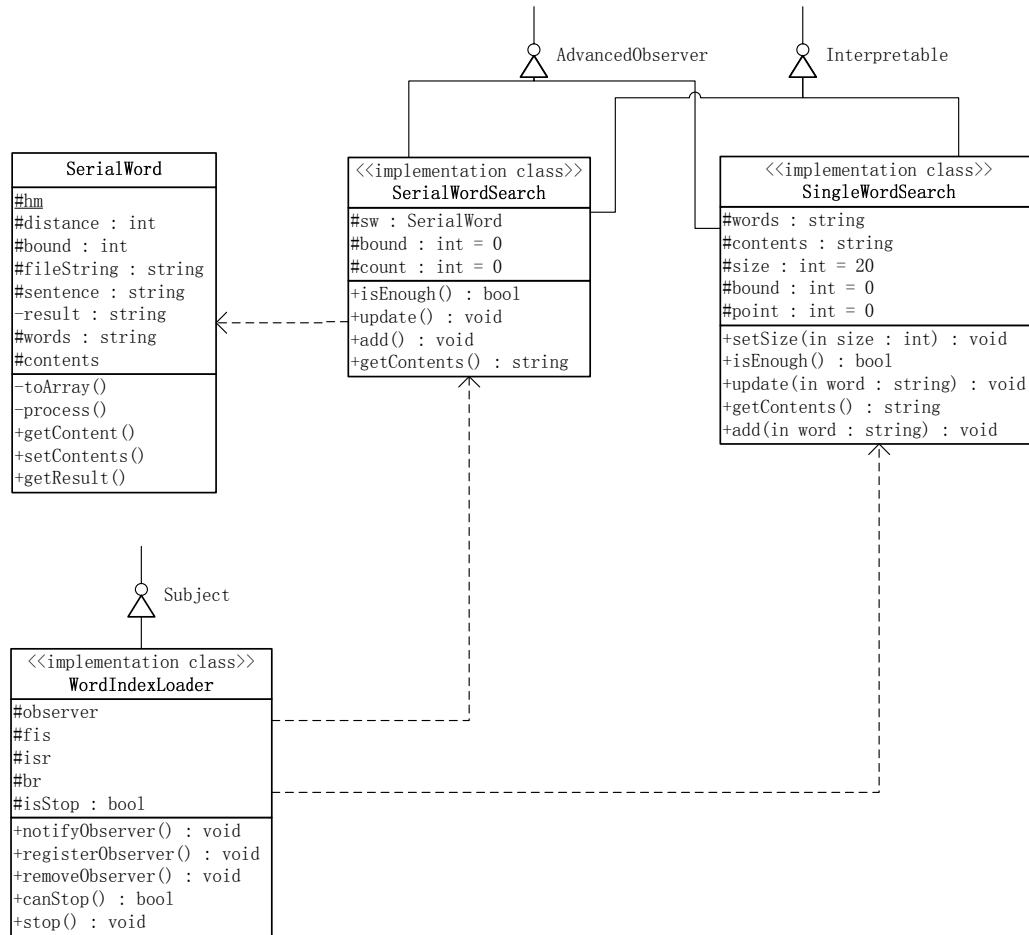 AdvancedObserver
Interpretable
SerialWord
#hm
#distance : int
#bound : int
#fileString : string
#sentence : string
-result : string
#words : string
#contents
-toArray()
-process()
+getContent()
+setContents()
+getResult()
<<implementation class>>
SerialWordSearch
#sw : SerialWord
#bound : int = 0
#count : int = 0
+isEnough() : bool
+update() : void
+add() : void
+getContents() : string
<<implementation class>>
SingleWordSearch
#words : string
#contents : string
#size : int = 20
#bound : int = 0
#point : int = 0
+setSize(in size : int) : void
+isEnough() : bool
+update(in word : string) : void
+getContents() : string
+add(in word : string) : void
Subject
<<implementation class>>
WordIndexLoader
#observer
#fis
#isr
#br
#isStop : bool
+notifyObserver() : void
+registerObserver() : void
+removeObserver() : void
+canStop() : bool
+stop() : void